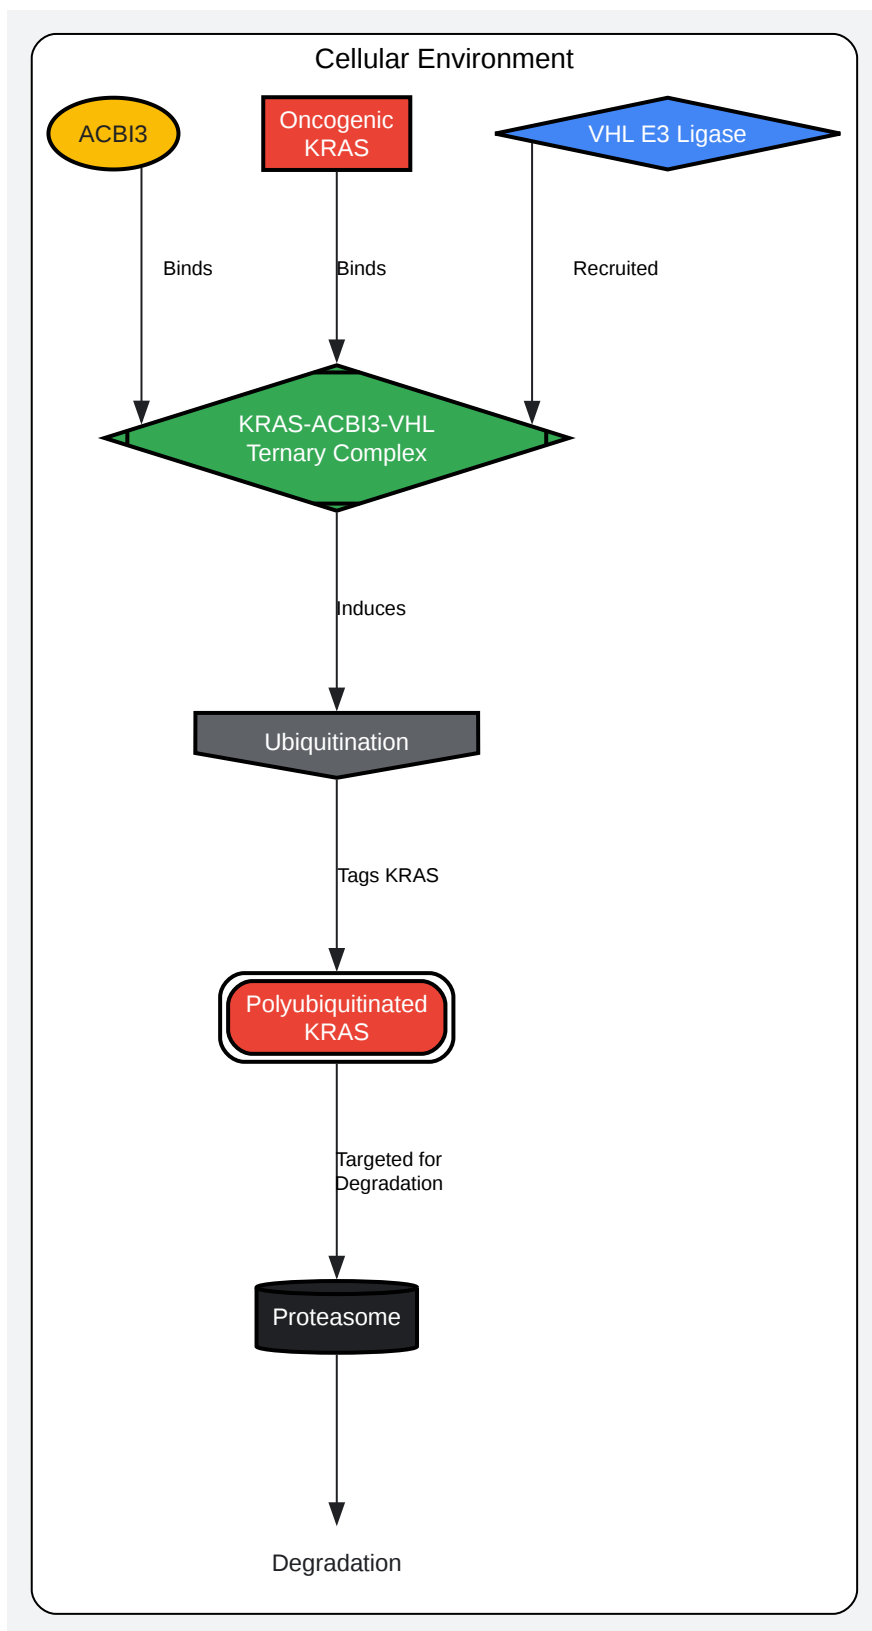 Cellular Environment
ACBI3
Oncogenic
KRAS
VHL E3 Ligase
Binds
Binds
Recruited
KRAS-ACBI3-VHL
Ternary Complex
Induces
Ubiquitination
Tags KRAS
Polyubiquitinated
KRAS
Targeted for
Degradation
Proteasome
Degradation